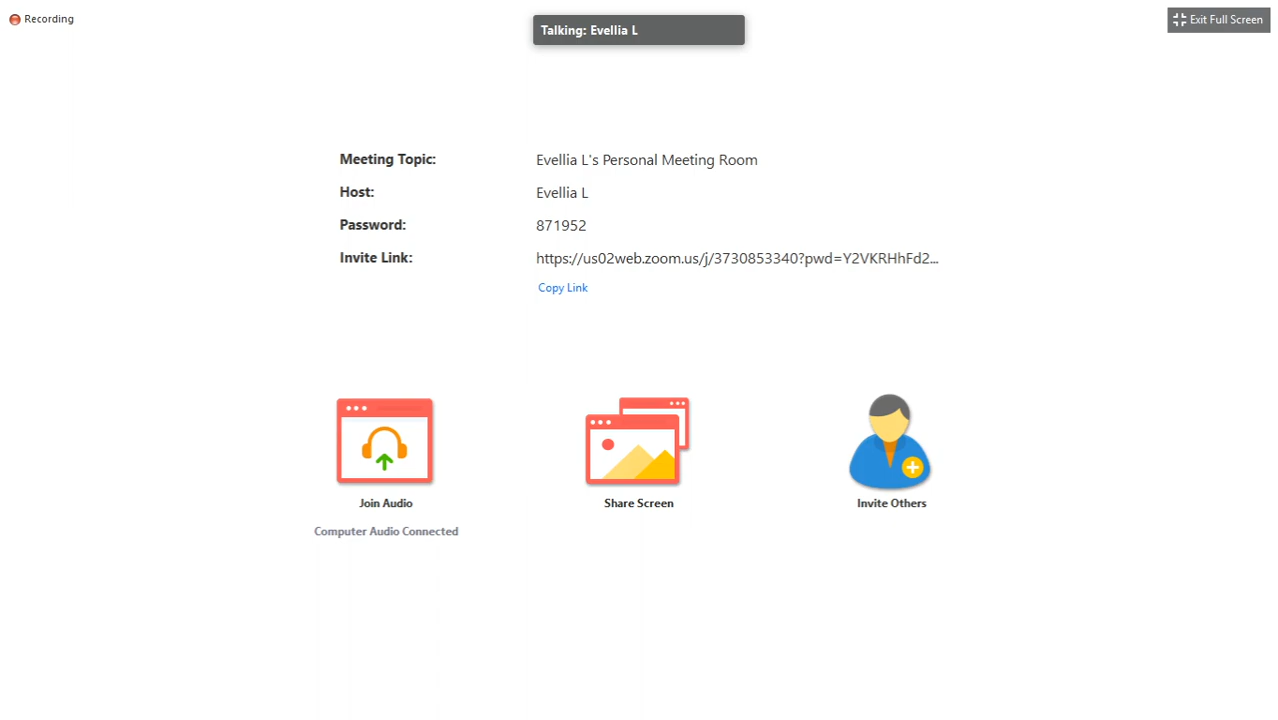 Recording
Talking: Evellia L
Exit Full Screen
Meeting Topic: Evellia L's Personal Meeting Room
Host: Evellia L
Password: 871952
Invite Link: https://us02web.zoom.us/j/3730853340?pwd=Y2VKRHhFd2...
Copy Link
Join Audio
Share Screen
Invite Others
Computer Audio Connected